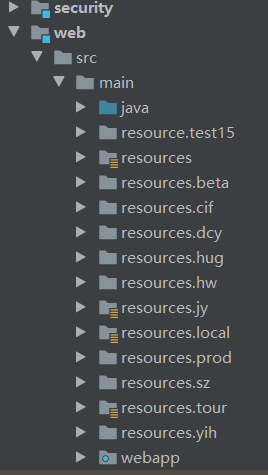 security
web
src
main
java
resource.test15
resources
resources.beta
resources.cif
resources.dcy
resources.hug
resources.hw
resources.jy
resources.local
resources.prod
resources.sz
resources.tour
resources.yih
webapp